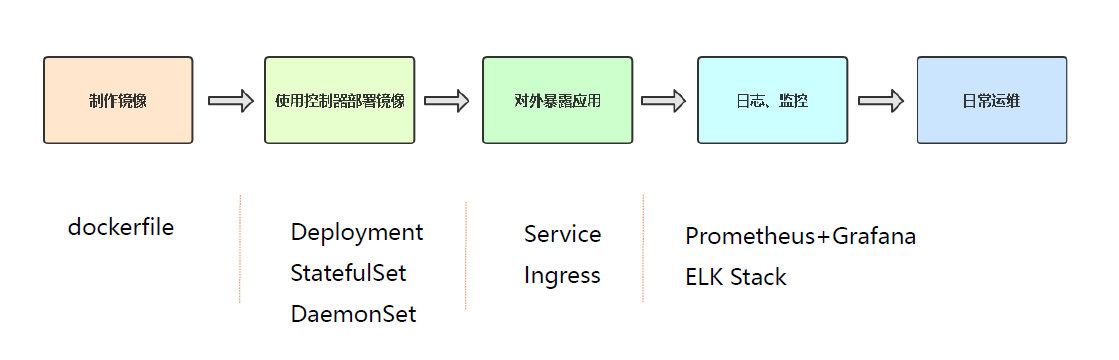 制作镜像
使用控制器部署镜像
对外暴露应用
日志、监控
日常运维
dockerfile
Deployment
StatefulSet
DaemonSet
Service
Ingress
Prometheus+Grafana
ELK Stack